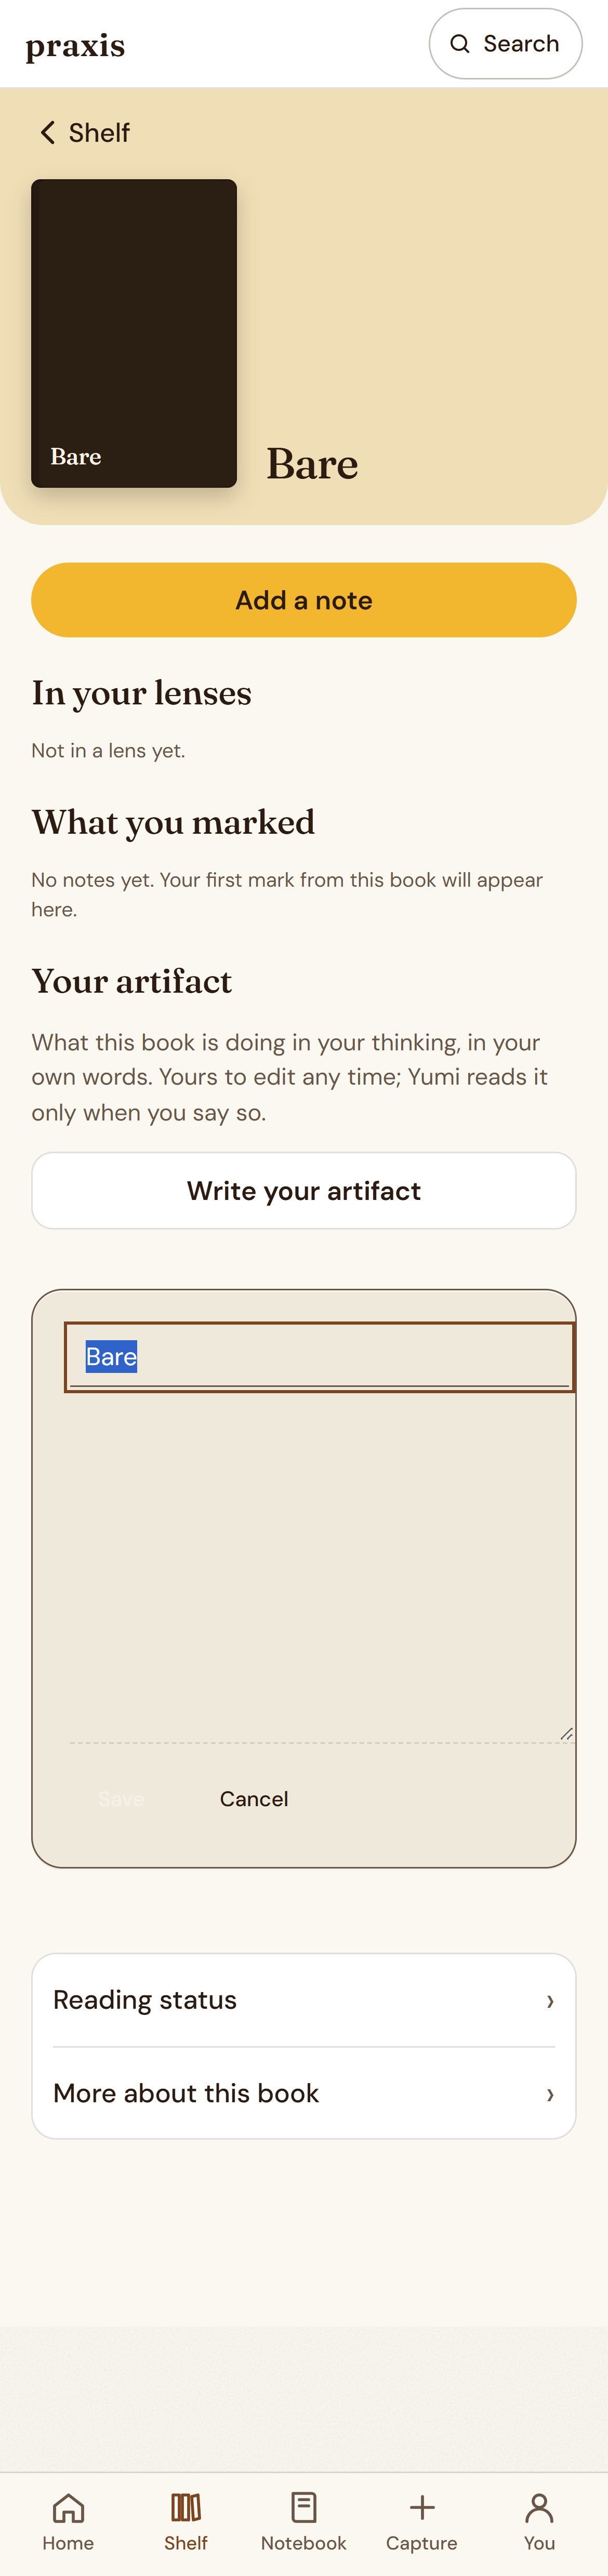 praxis
Search
Shelf
Bare
Bare
Add a note
In your lenses
Not in a lens yet.
What you marked
No notes yet. Your first mark from this book will appear
here.
Your artifact
What this book is doing in your thinking, in your
own words. Yours to edit any time; Yumi reads it
only when you say so.
Write your artifact
Bare
Save
Cancel
Reading status
More about this book
Home
Shelf
Notebook
Capture
You